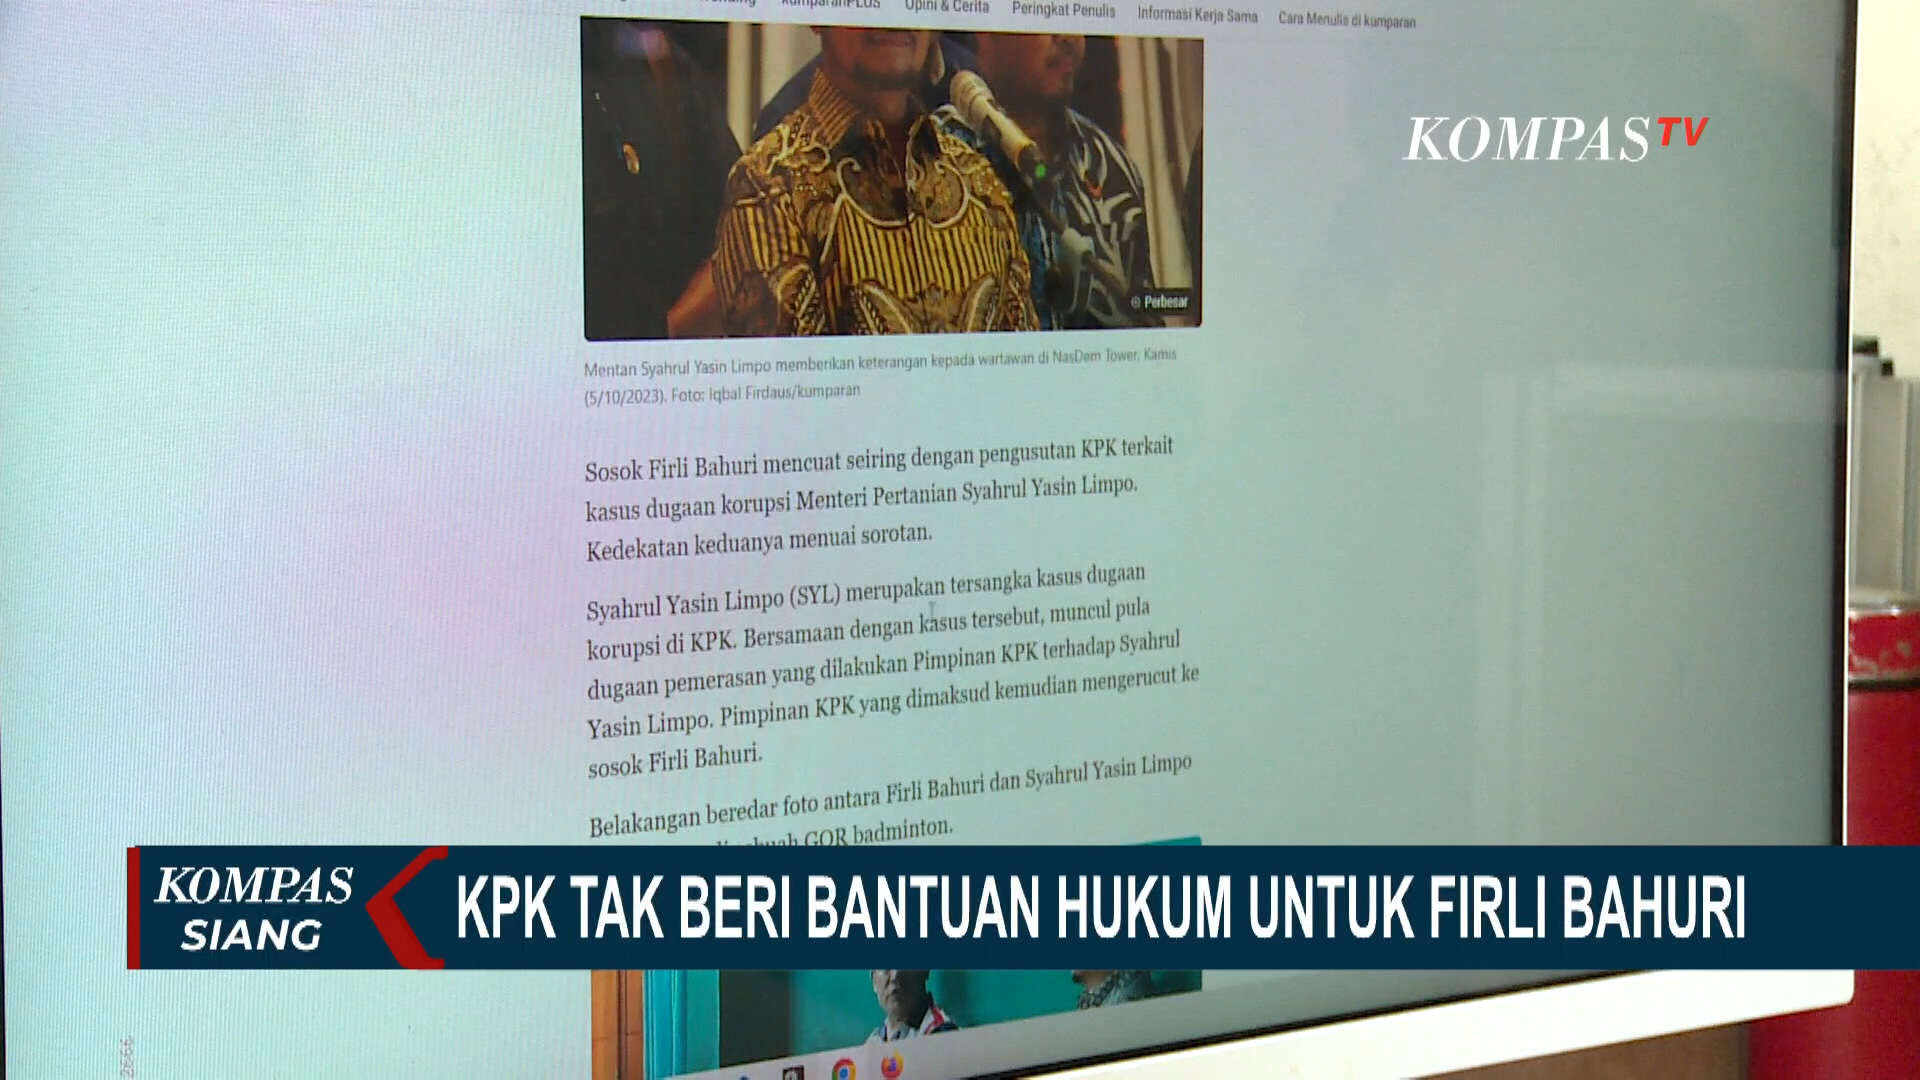 kumparanPLUS Opini & Cerita Peringkat Penulis Informasi Kerja Sama Cara Menulis di kumparan
KOMPAS TV
Perbesar
Mentan Syahrul Yasin Limpo memberikan keterangan kepada wartawan di NasDem Tower, Kamis
(5/10/2023). Foto: Iqbal Firdaus/kumparan
Sosok Firli Bahuri mencuat seiring dengan pengusutan KPK terkait
kasus dugaan korupsi Menteri Pertanian Syahrul Yasin Limpo.
Kedekatan keduanya menuai sorotan.
Syahrul Yasin Limpo (SYL) merupakan tersangka kasus dugaan
korupsi di KPK. Bersamaan dengan kasus tersebut, muncul pula
dugaan pemerasan yang dilakukan Pimpinan KPK terhadap Syahrul
Yasin Limpo. Pimpinan KPK yang dimaksud kemudian mengerucut ke
sosok Firli Bahuri.
Belakangan beredar foto antara Firli Bahuri dan Syahrul Yasin Limpo
GOR badminton.
KOMPAS
SIANG
KPK TAK BERI BANTUAN HUKUM UNTUK FIRLI BAHURI
2666